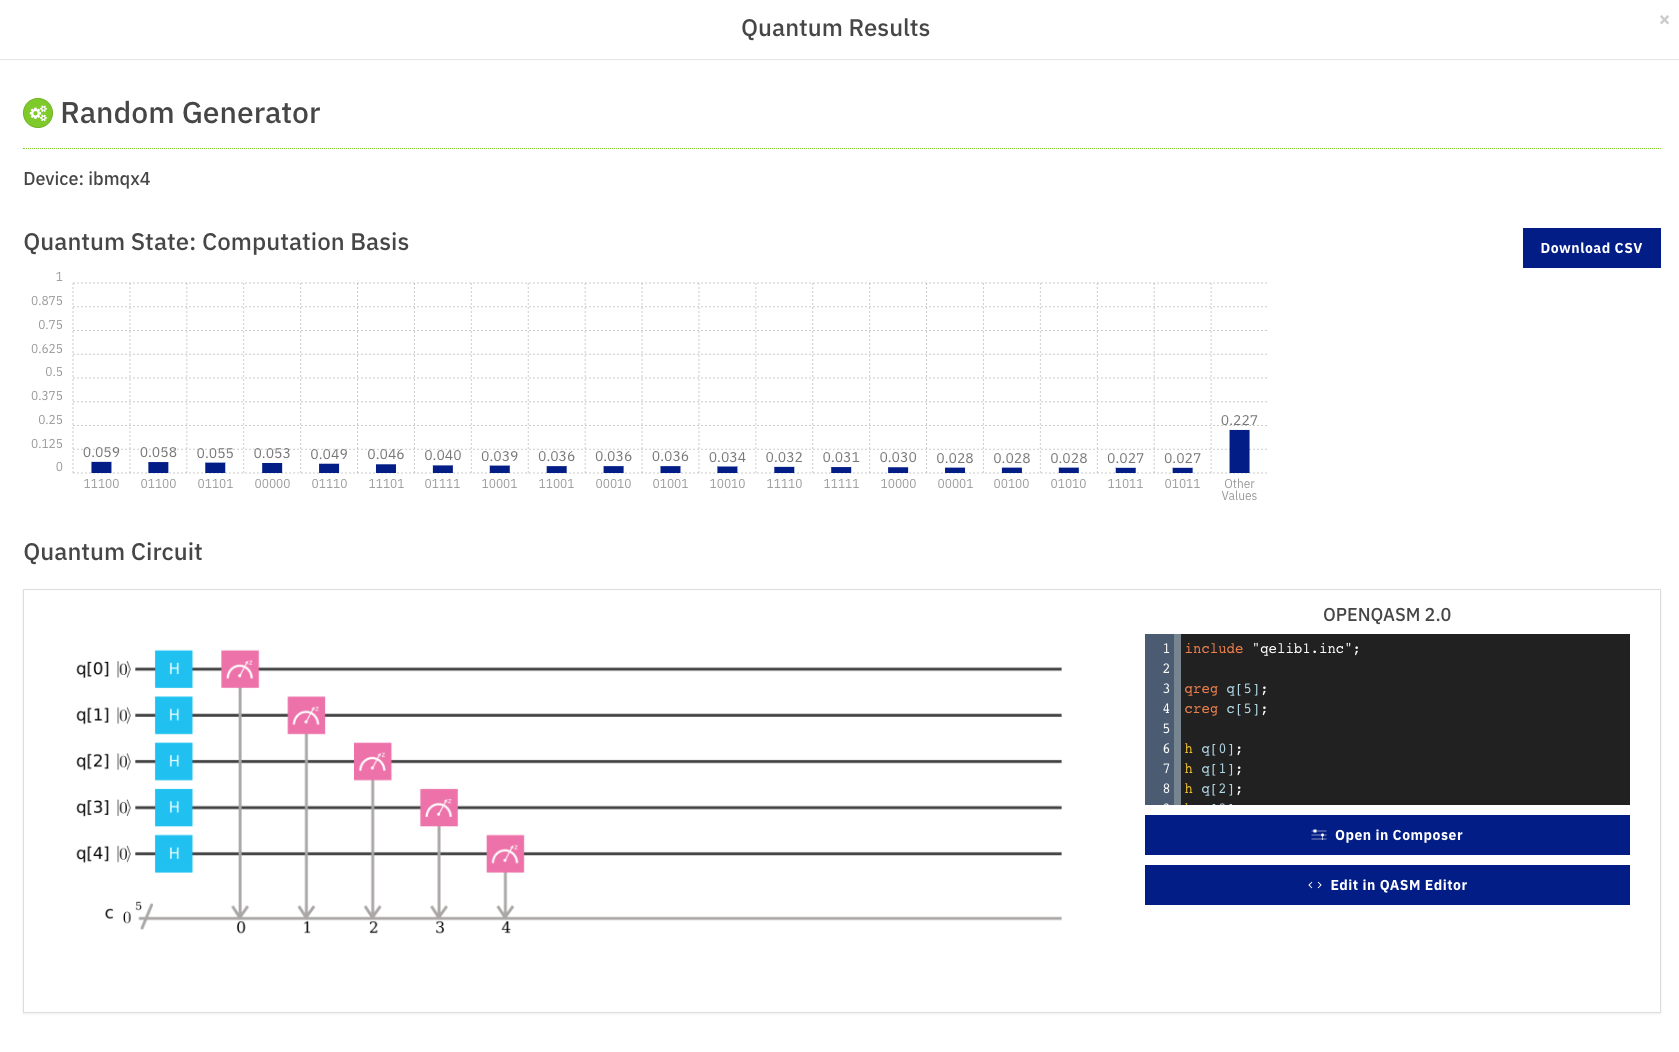 Quantum Results
×
Random Generator
Device: ibmqx4
Quantum State: Computation Basis
Download CSV
1
0.875
0.75
0.625
0.5
0.375
0.25
0.125
0
0.059 0.058 0.055 0.053 0.049 0.046 0.040 0.039 0.036 0.036 0.036 0.034 0.032 0.031 0.030 0.028 0.028 0.028 0.027 0.027 0.227
11100 01100 01101 00000 01110 11101 01111 10001 11001 00010 01001 10010 11110 11111 10000 00001 00100 01010 11011 01011 Other
Values
Quantum Circuit
q[0] |0⟩ H z
q[1] |0⟩ H z
q[2] |0⟩ H z
q[3] |0⟩ H z
q[4] |0⟩ H z
c 0 5
0 1 2 3 4
OPENQASM 2.0
1 include "qelib1.inc";
2
3 qreg q[5];
4 creg c[5];
5
6 h q[0];
7 h q[1];
8 h q[2];
Open in Composer
<> Edit in QASM Editor